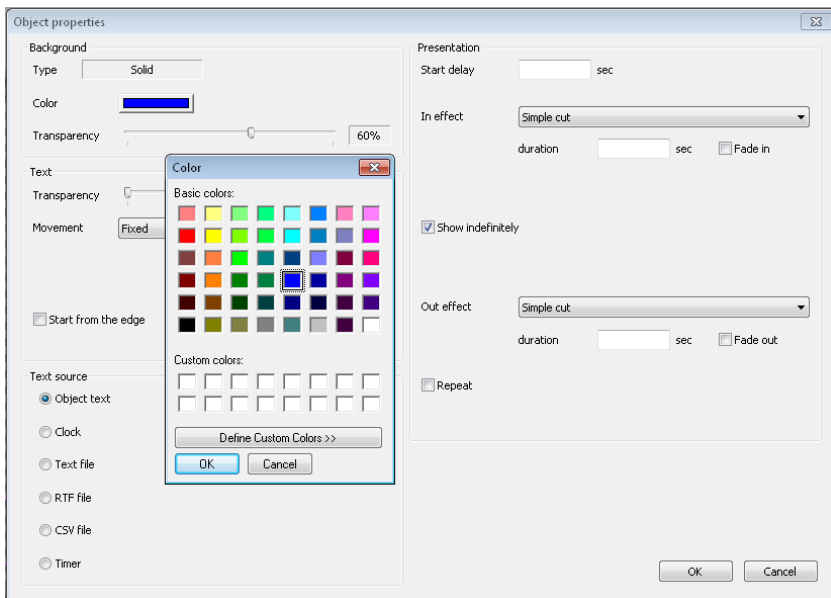 Object properties
Background
Type Solid
Color
Transparency 60%
Text
Transparency
Movement Fixed
Start from the edge
Text source
Object text
Clock
Text file
RTF file
CSV file
Timer
Color
Basic colors:
Custom colors:
Define Custom Colors >>
OK Cancel
Presentation
Start delay sec
In effect Simple cut
duration sec Fade in
Show indefinitely
Out effect Simple cut
duration sec Fade out
Repeat
OK Cancel